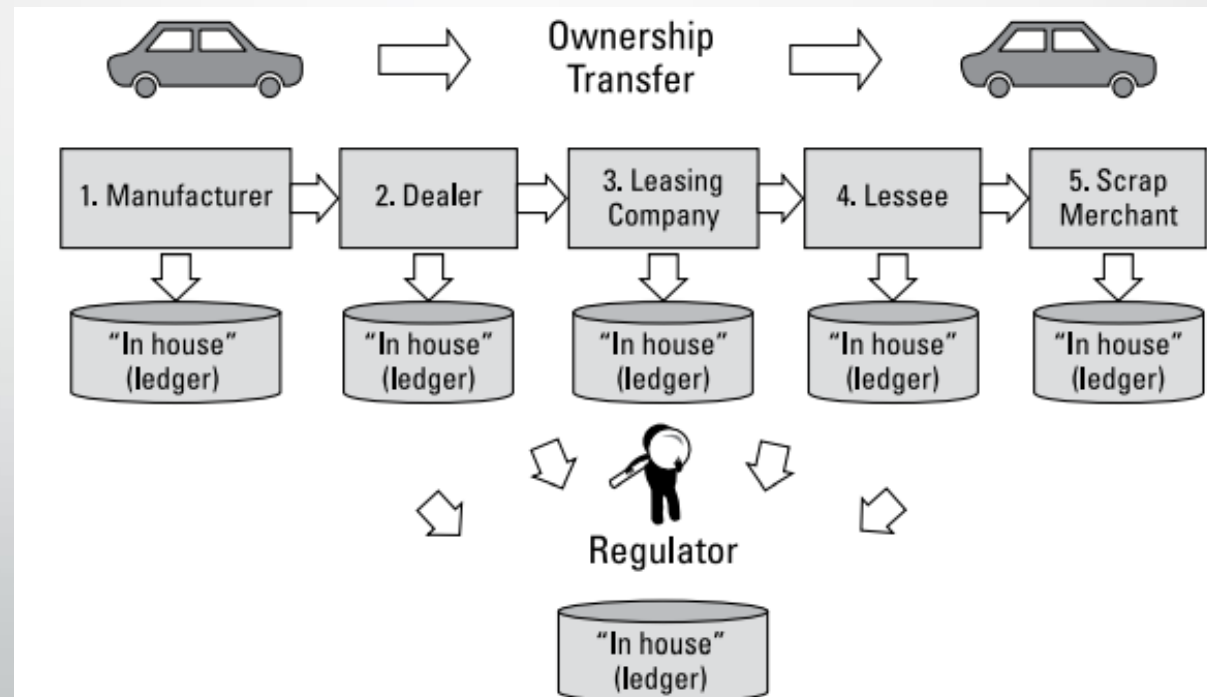 Ownership
Transfer
1. Manufacturer
2. Dealer
3. Leasing
Company
4. Lessee
5. Scrap
Merchant
“In house”
(ledger)
“In house”
(ledger)
“In house”
(ledger)
“In house”
(ledger)
“In house”
(ledger)
Regulator
“In house”
(ledger)